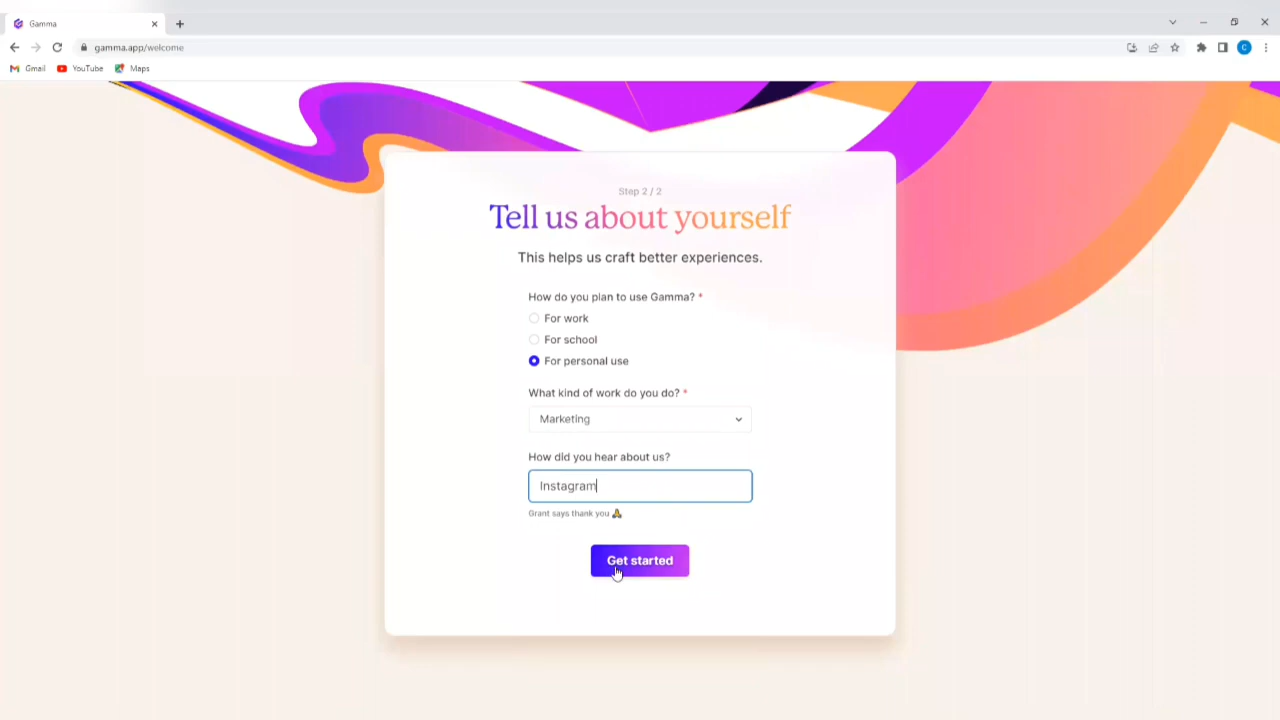 Gamma
gamma.app/welcome
C
Gmail YouTube Maps
Step 2 / 2
Tell us about yourself
This helps us craft better experiences.
How do you plan to use Gamma? *
For work
For school
For personal use
What kind of work do you do? *
Marketing
How did you hear about us?
Instagram
Grant says thank you 🙏
Get started